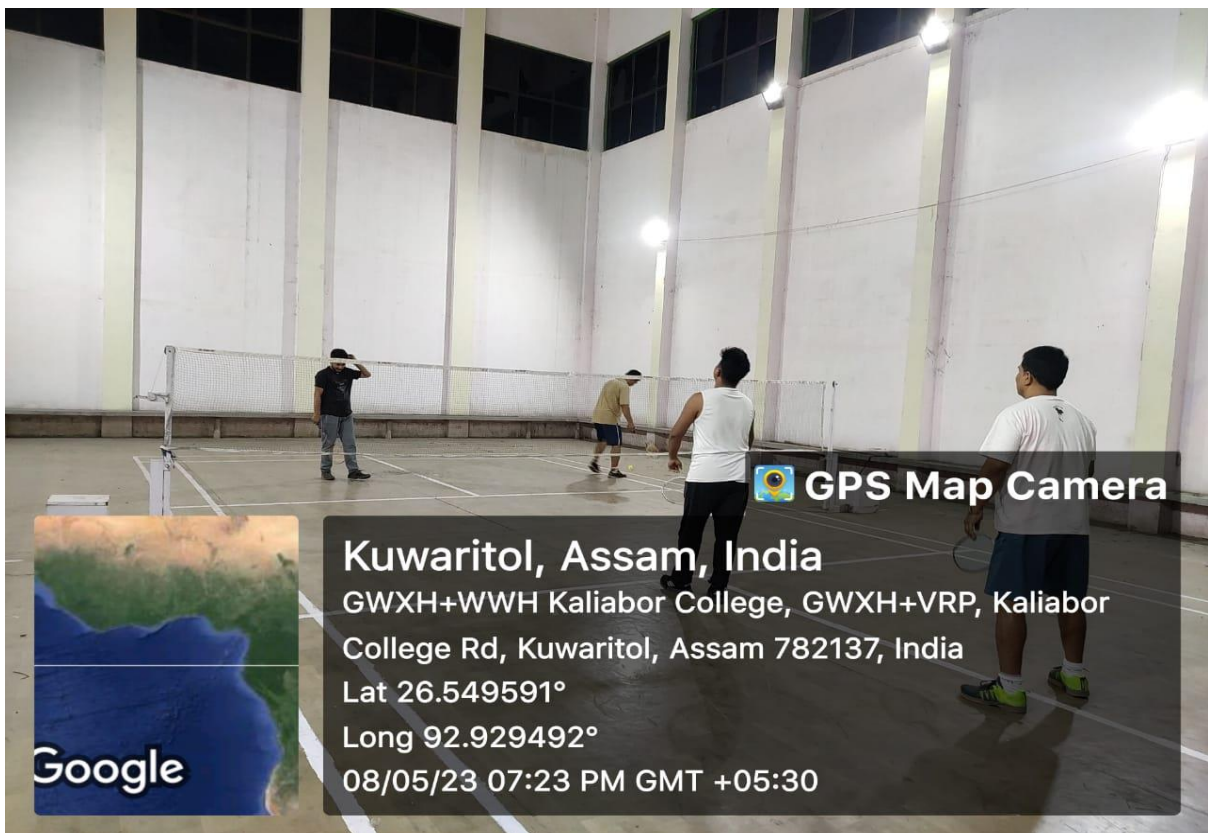 GPS Map Camera
Kuwaritol, Assam, India
GWXH+WWH Kaliabor College, GWXH+VRP, Kaliabor
College Rd, Kuwaritol, Assam 782137, India
Lat 26.549591°
Long 92.929492°
08/05/23 07:23 PM GMT +05:30
Google